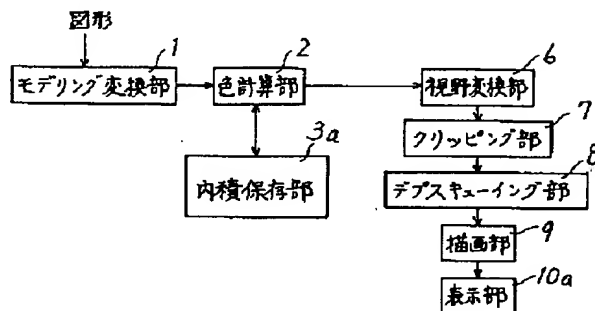 図形
1
モデリング変換部
2
色計算部
3a
内積保存部
6
視野変換部
7
クリッピング部
8
デプスキューイング部
9
描画部
10a
表示部